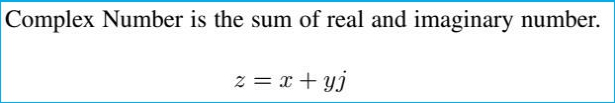 Complex Number is the sum of real and imaginary number.
z = x + yj